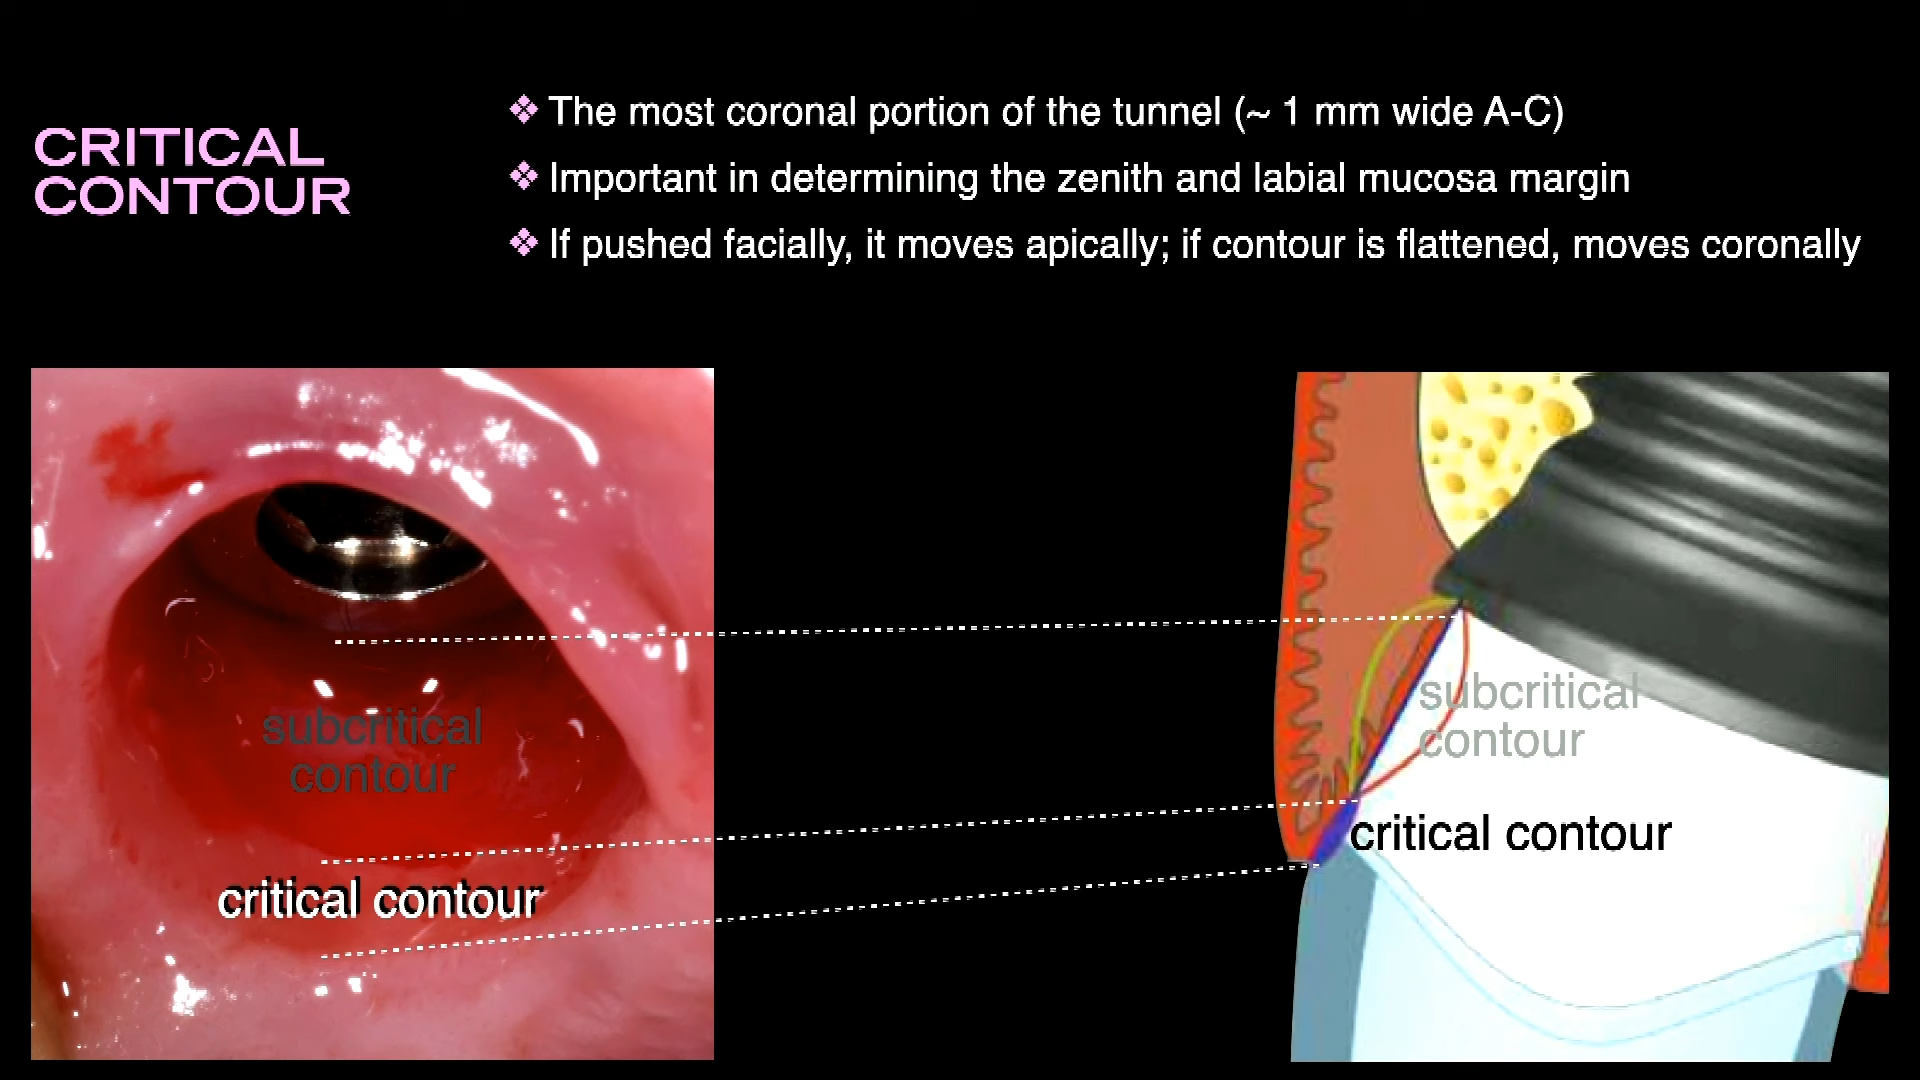 CRITICAL
CONTOUR
❖ The most coronal portion of the tunnel (~ 1 mm wide A-C)
❖ Important in determining the zenith and labial mucosa margin
❖ If pushed facially, it moves apically; if contour is flattened, moves coronally
subcritical
contour
critical contour
subcritical
contour
critical contour